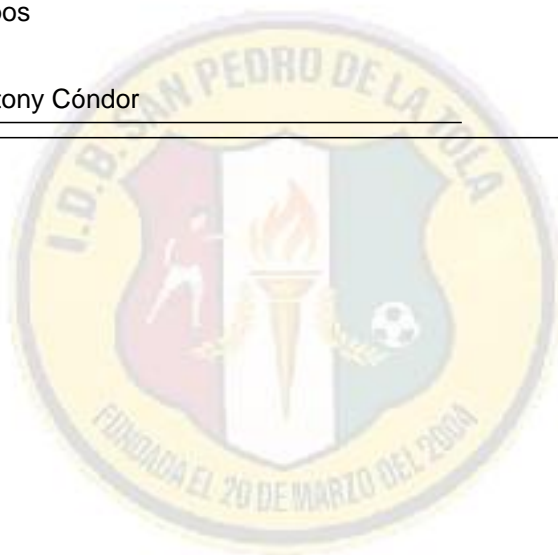 pos
tony Cóndor
L.D.B. SAN PEDRO DE LA TOLA
FUNDADA EL 20 DE MARZO DEL 2004